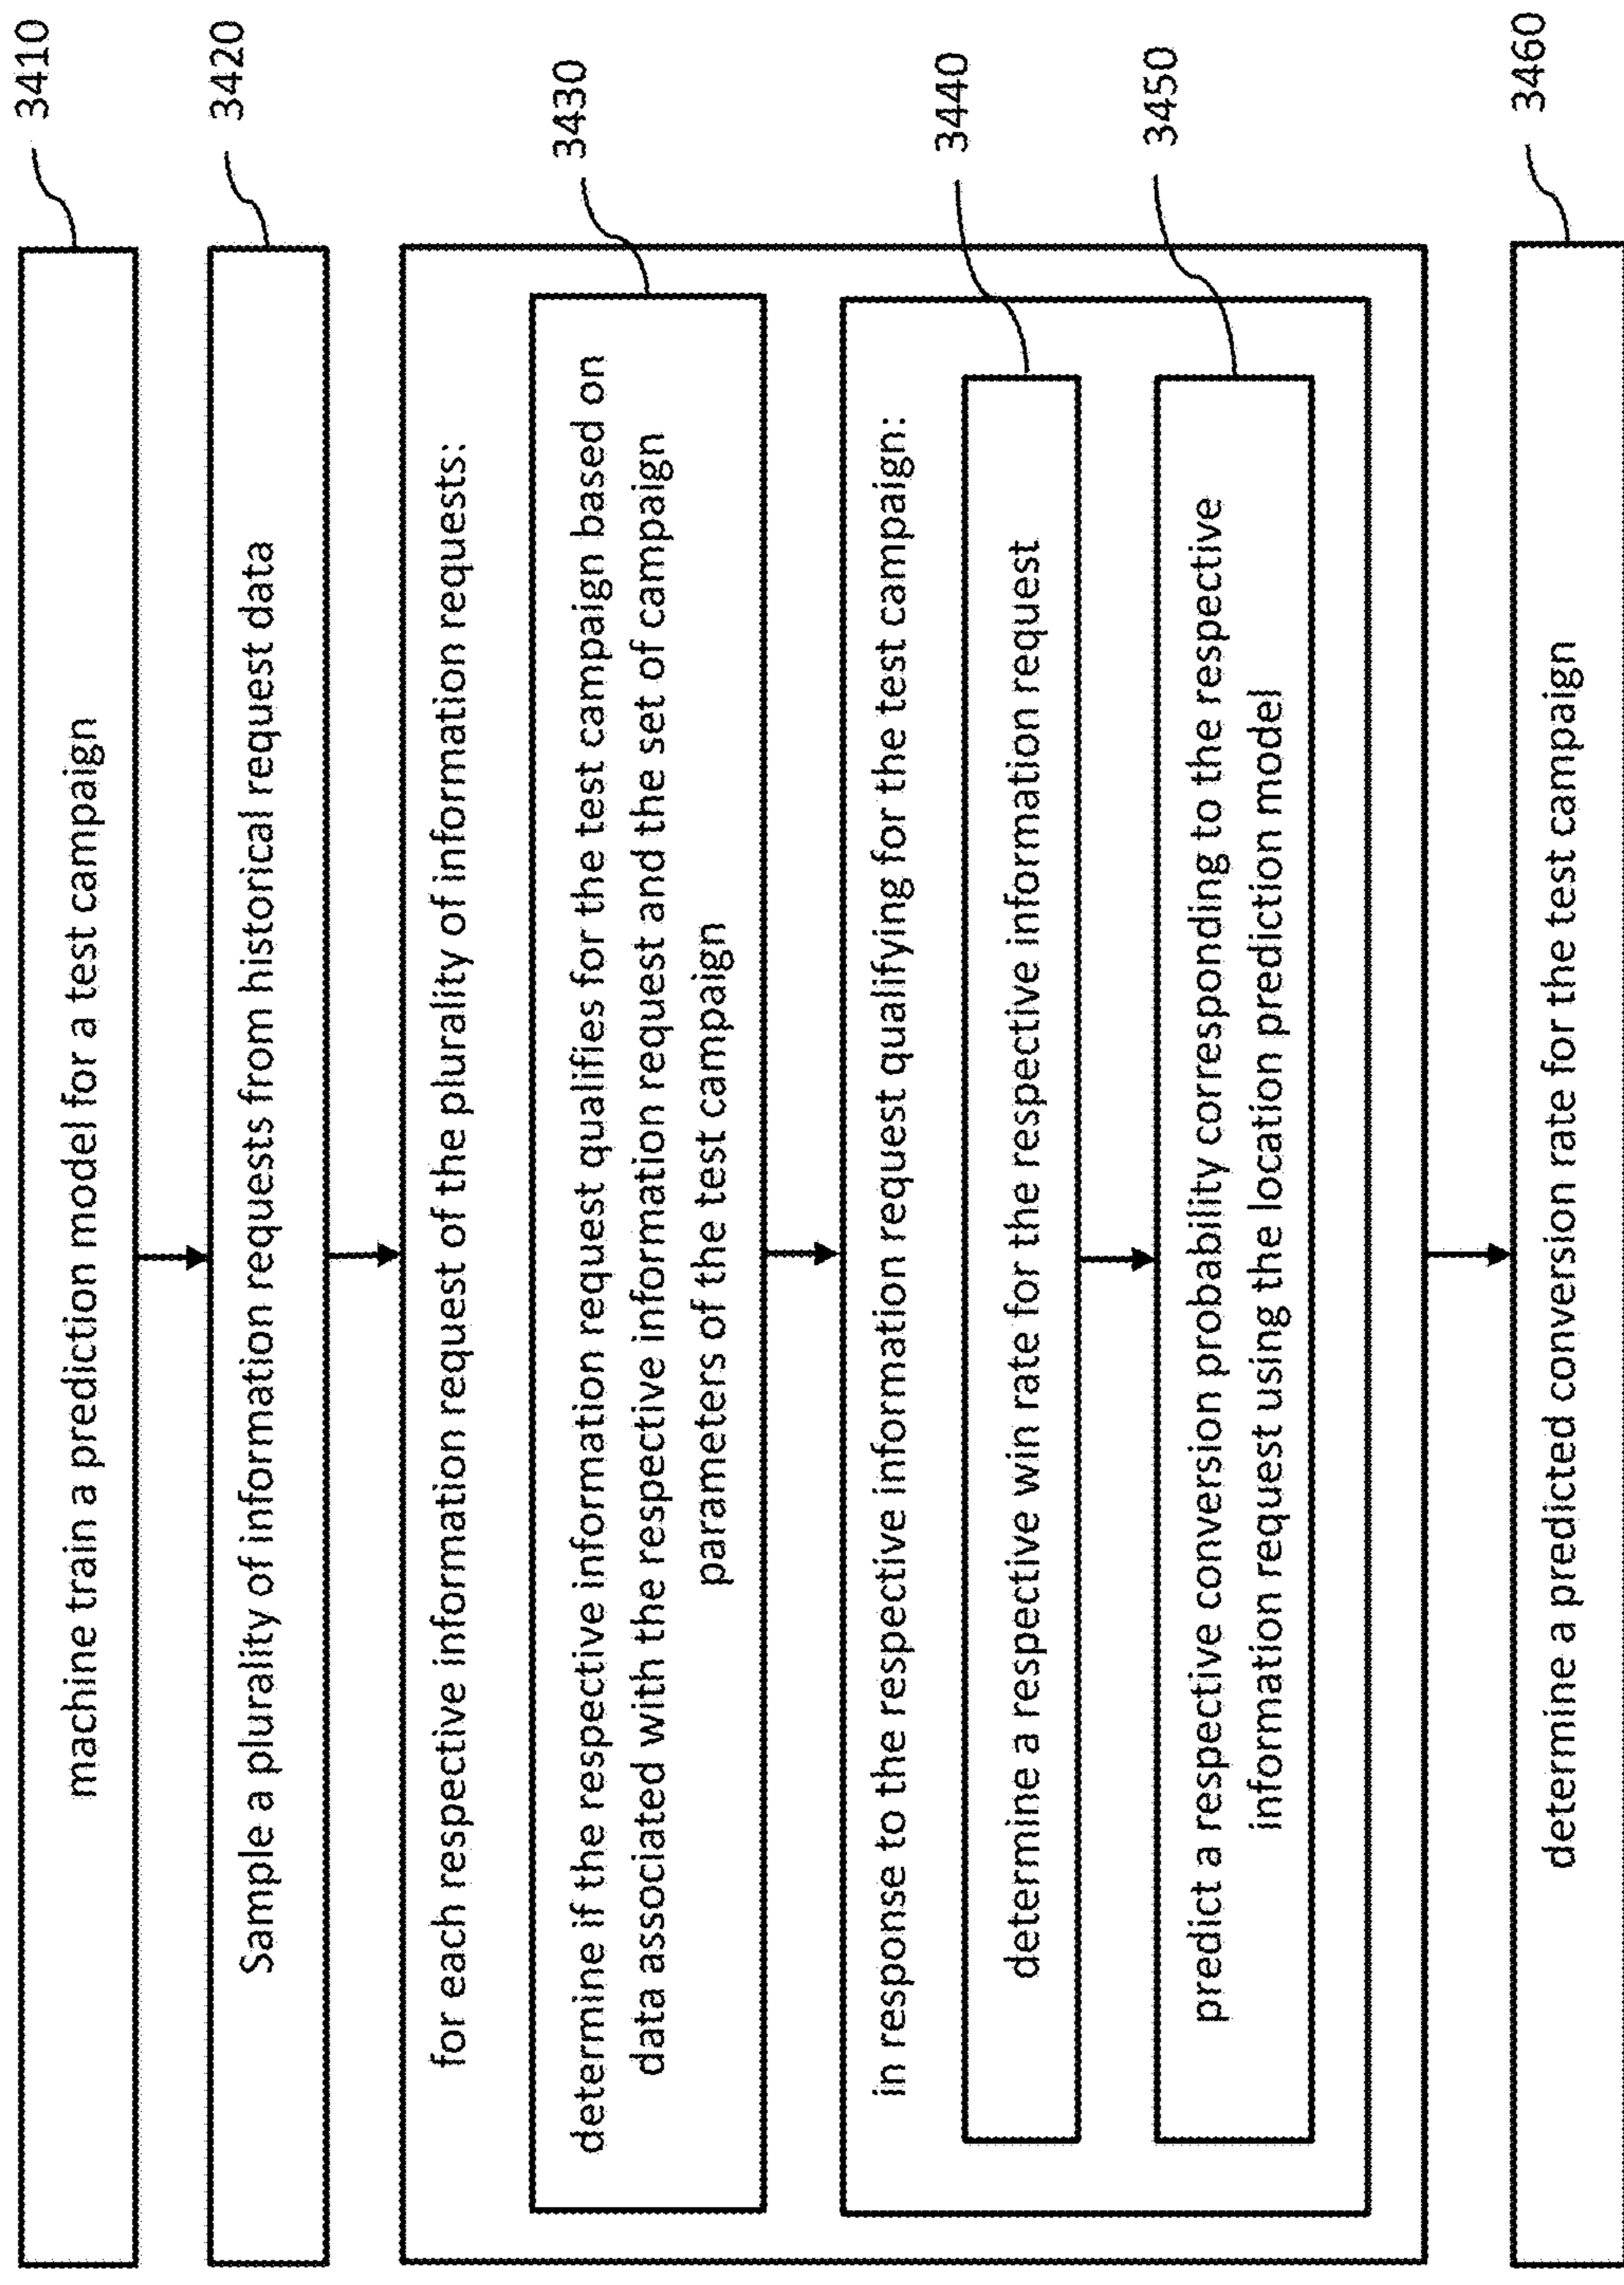 machine train a prediction model for a test campaign
3410
Sample a plurality of information requests from historical request data
3420
for each respective information request of the plurality of information requests:
determine if the respective information request qualifies for the test campaign based on
data associated with the respective information request and the set of campaign
parameters of the test campaign
3430
in response to the respective information request qualifying for the test campaign:
determine a respective win rate for the respective information request
3440
predict a respective conversion probability corresponding to the respective
information request using the location prediction model
3450
determine a predicted conversion rate for the test campaign
3460